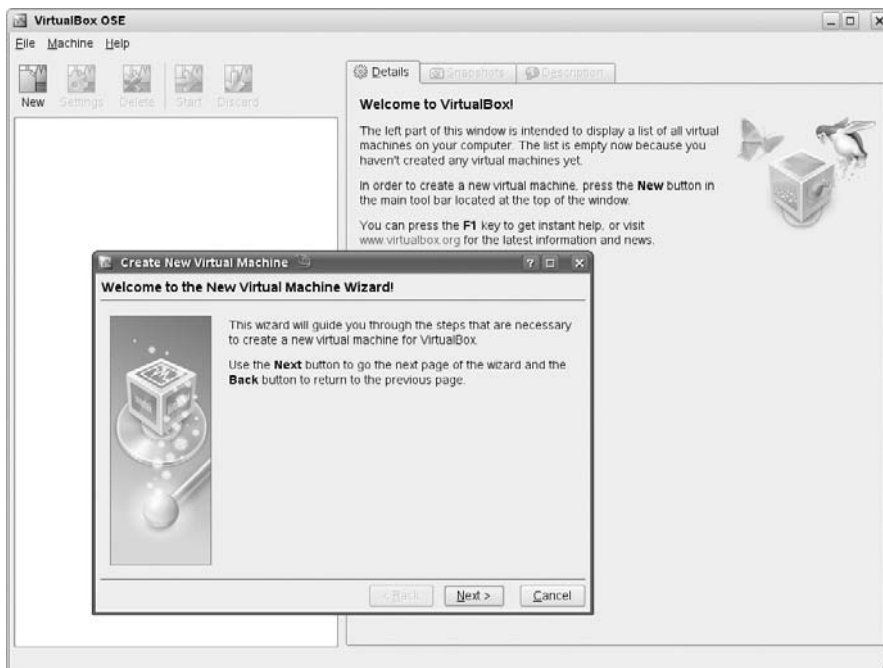 VirtualBox OSE
File Machine Help
New Settings Delete Start Discard
Details Snapshots Description
Welcome to VirtualBox!
The left part of this window is intended to display a list of all virtual
machines on your computer. The list is empty now because you
haven't created any virtual machines yet.
In order to create a new virtual machine, press the New button in
the main tool bar located at the top of the window.
You can press the F1 key to get instant help, or visit
www.virtualbox.org for the latest information and news.
Create New Virtual Machine
Welcome to the New Virtual Machine Wizard!
This wizard will guide you through the steps that are necessary
to create a new virtual machine for VirtualBox.
Use the Next button to go the next page of the wizard and the
Back button to return to the previous page.
< Back Next > Cancel